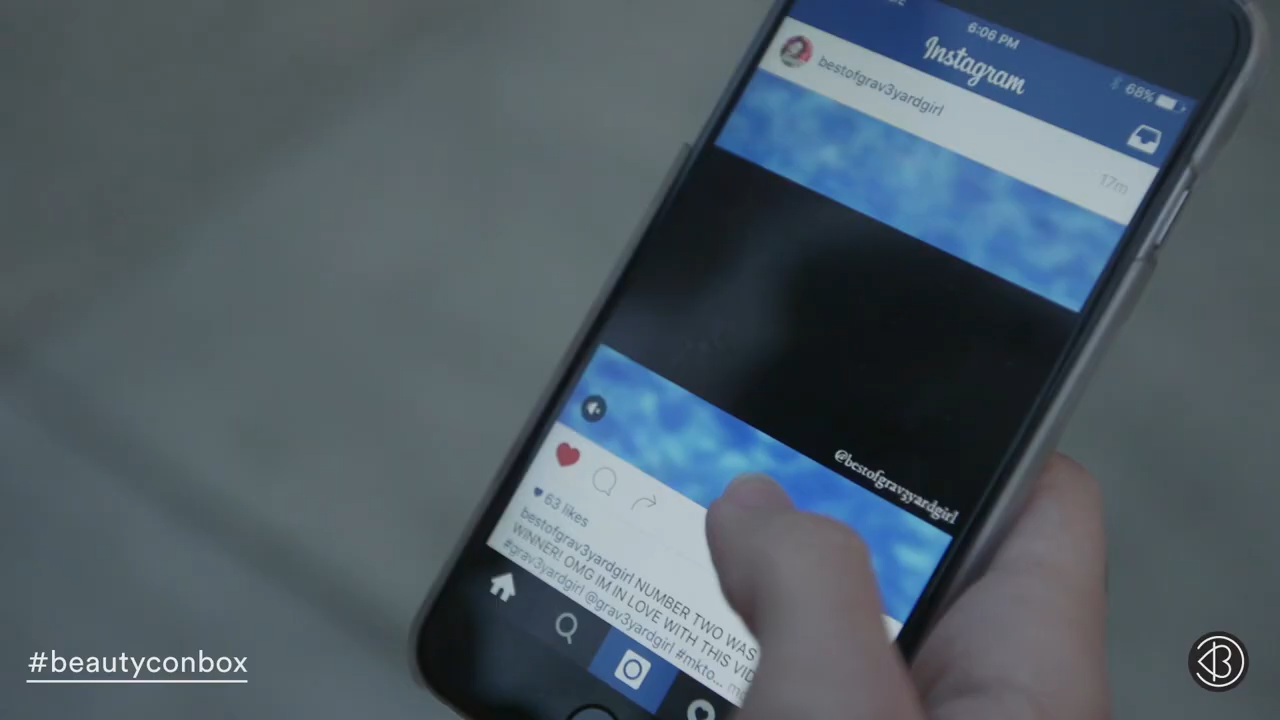 6:06 PM
68%
Instagram
bestofgrav3yardgirl
17m
@bestofgrav3yardgirl
63 likes
bestofgrav3yardgirl NUMBER TWO WAS
WINNER! OMG IM IN LOVE WITH THIS VID
#grav3yardgirl @grav3yardgirl #mkto...
#beautyconbox
B